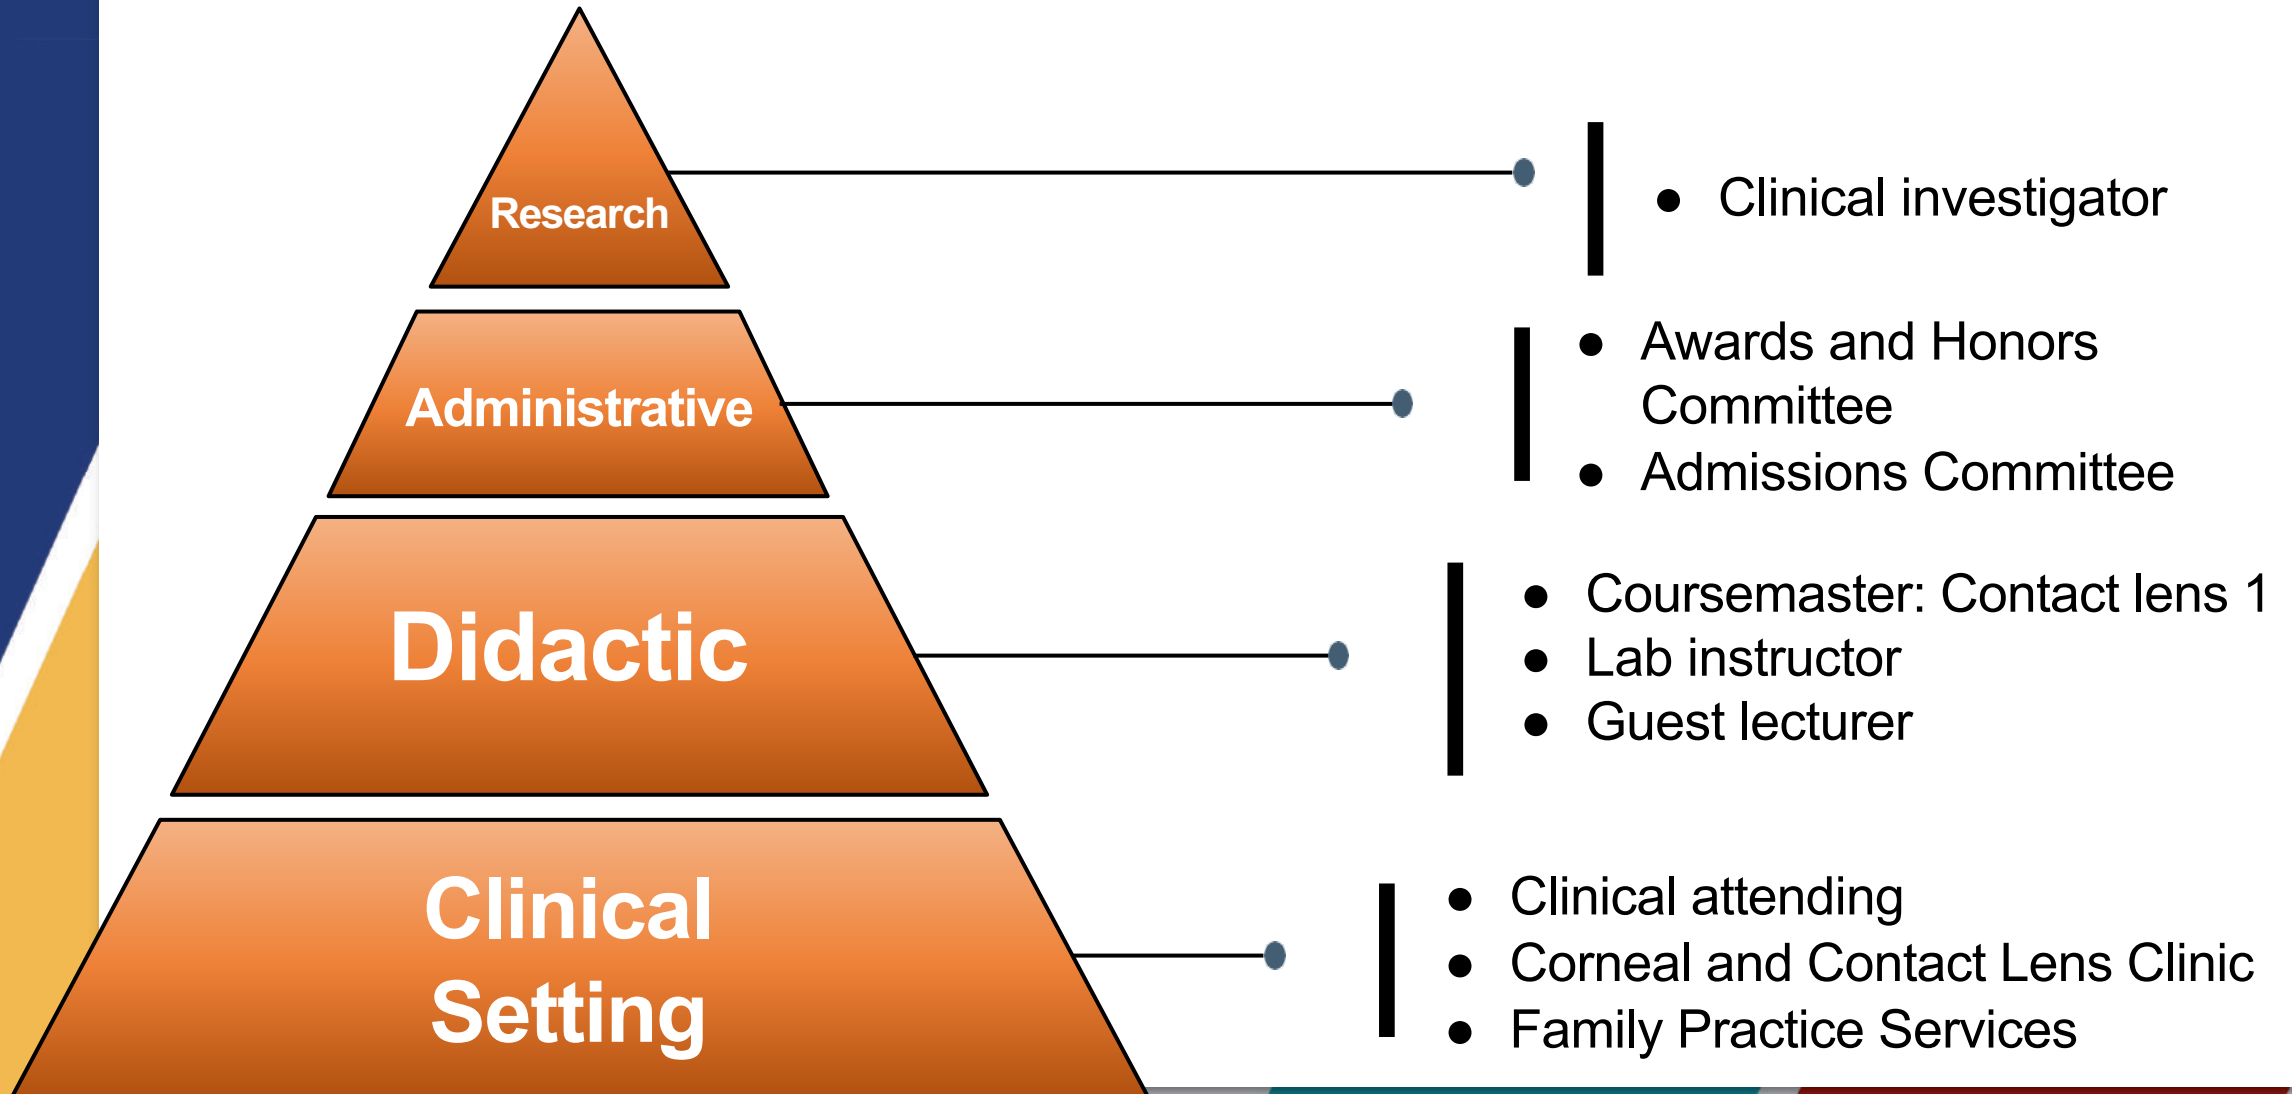 Research
● Clinical investigator
Administrative
● Awards and Honors
Committee
● Admissions Committee
Didactic
● Coursemaster: Contact lens 1
● Lab instructor
● Guest lecturer
Clinical
Setting
● Clinical attending
● Corneal and Contact Lens Clinic
● Family Practice Services